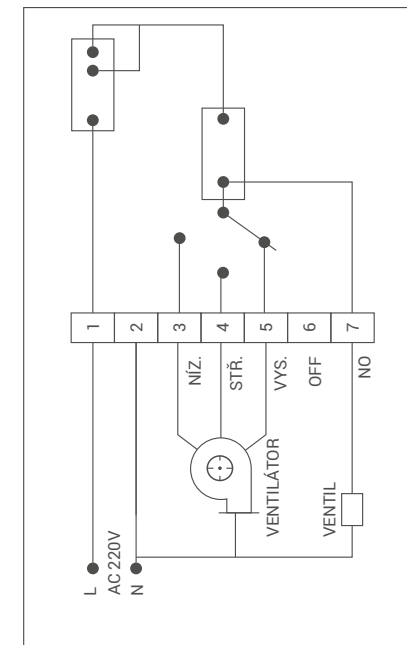 1 2 3 4 5 6 7
NÍZ.
STŘ.
VYS.
OFF
NO
VENTILÁTOR
VENTIL
L
AC 220V
N